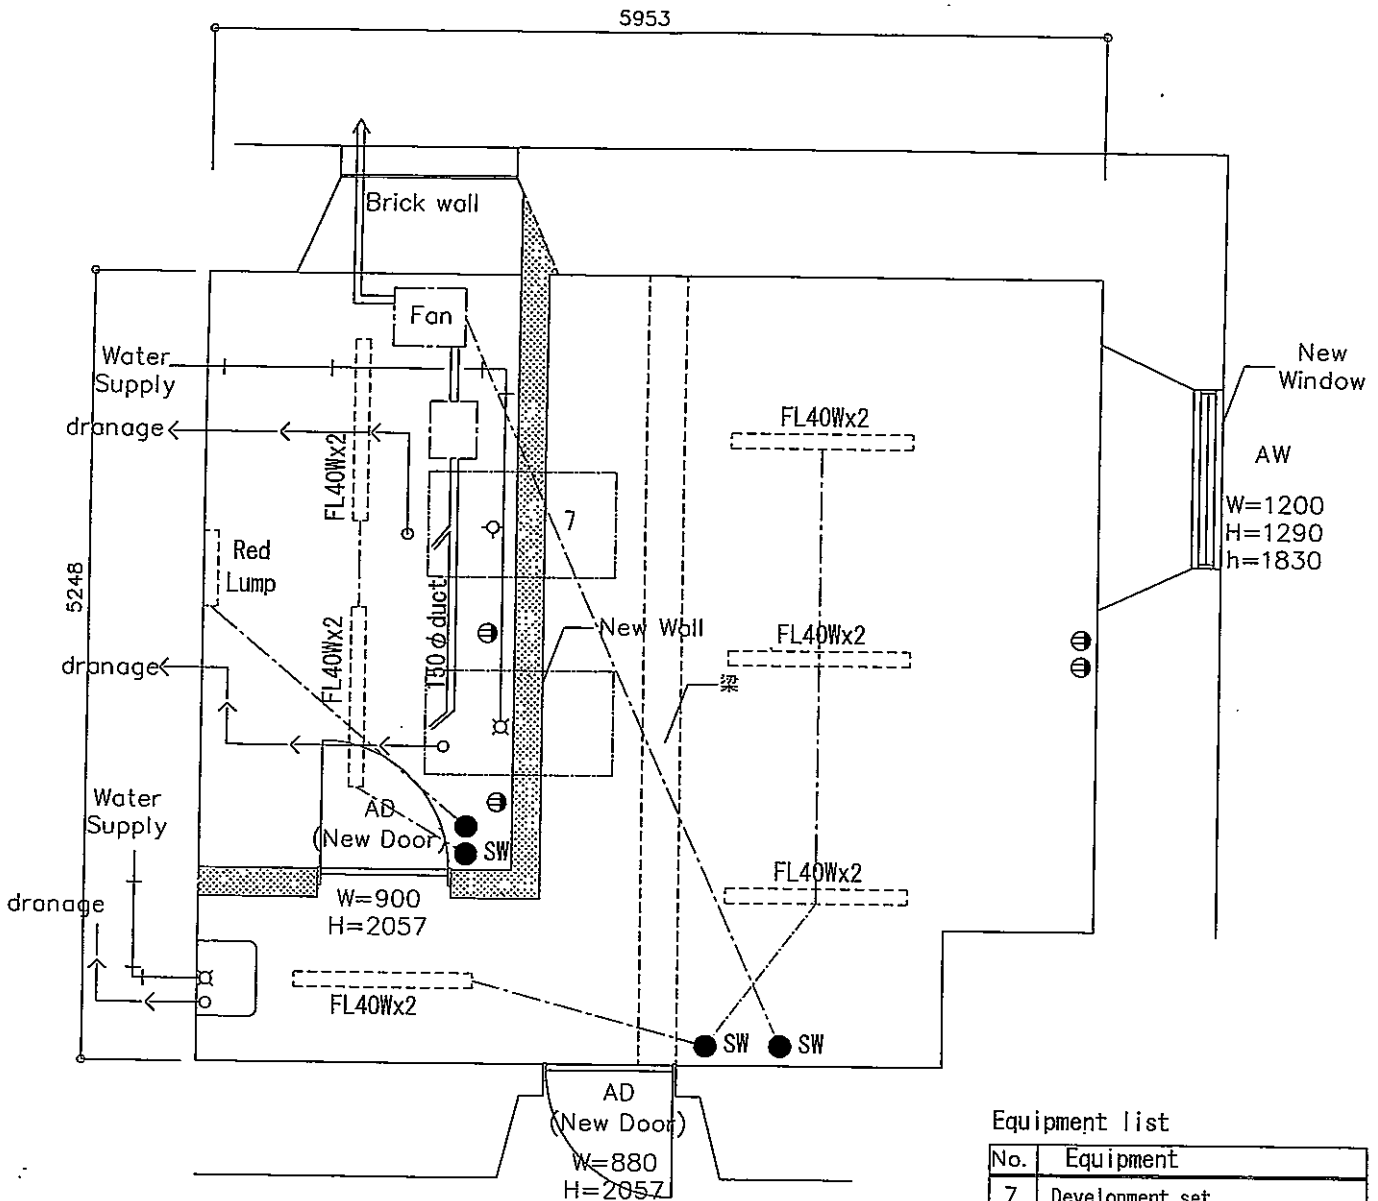 5953
Brick wall
Fan
Water
Supply
New
Window
dranage
FL40Wx2
FL40Wx2
AW
W=1200
H=1290
h=1830
7
Red
Lump
5248
150φduct
New Wall
FL40Wx2
dranage
FL40Wx2
梁
Water
Supply
AD
(New Door)
SW
FL40Wx2
W=900
H=2057
dranage
FL40Wx2
SW
SW
AD
(New Door)
W=880
H=2057
Equipment list
No. Equipment
7 Development set